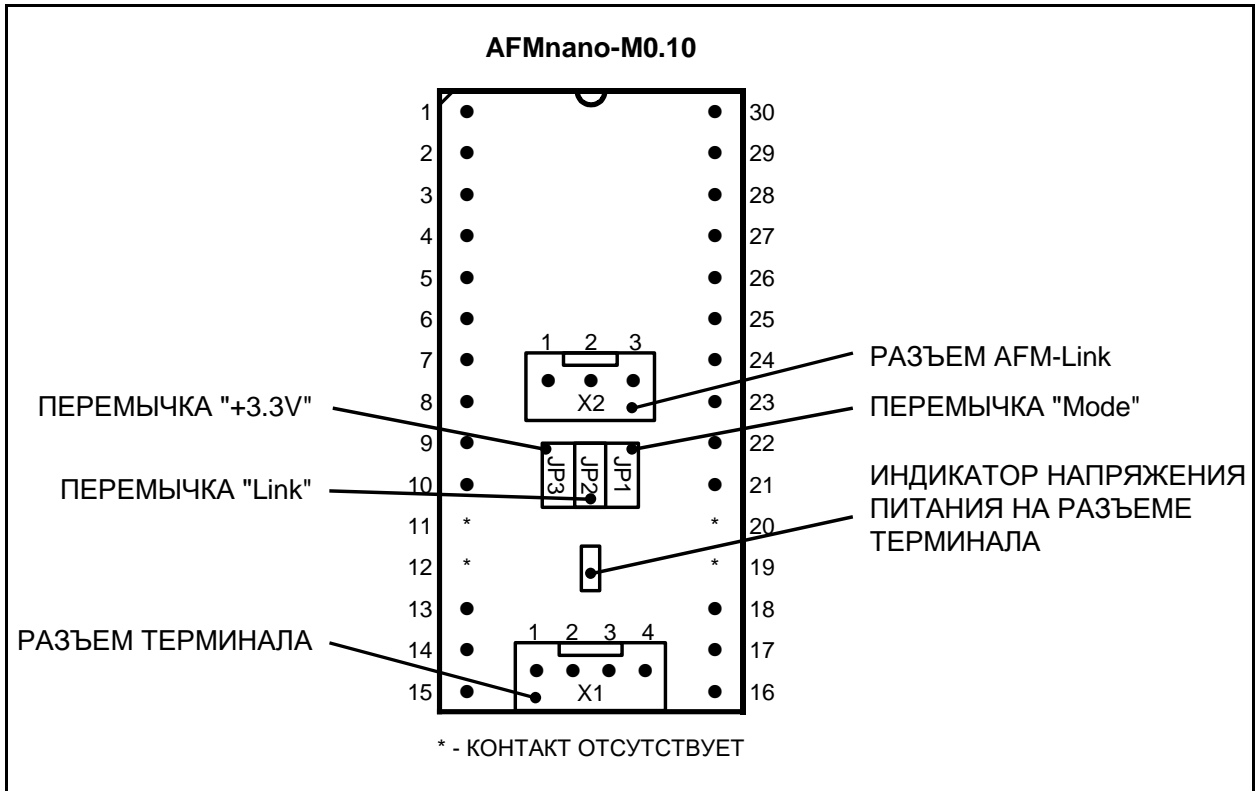 AFMnano-M0.10
1 30
2 29
3 28
4 27
5 26
6 25
7 1 2 3 24
РАЗЪЕМ AFM-Link
ПЕРЕМЫЧКА "+3.3V" 8 X2 23 ПЕРЕМЫЧКА "Mode"
9 22
JP3 JP2 JP1
ПЕРЕМЫЧКА "Link" 10 21
ИНДИКАТОР НАПРЯЖЕНИЯ
ПИТАНИЯ НА РАЗЪЕМЕ
ТЕРМИНАЛА
11 * * 20
12 * * 19
13 18
1 2 3 4
РАЗЪЕМ ТЕРМИНАЛА 14 17
15 X1 16
* - КОНТАКТ ОТСУТСТВУЕТ